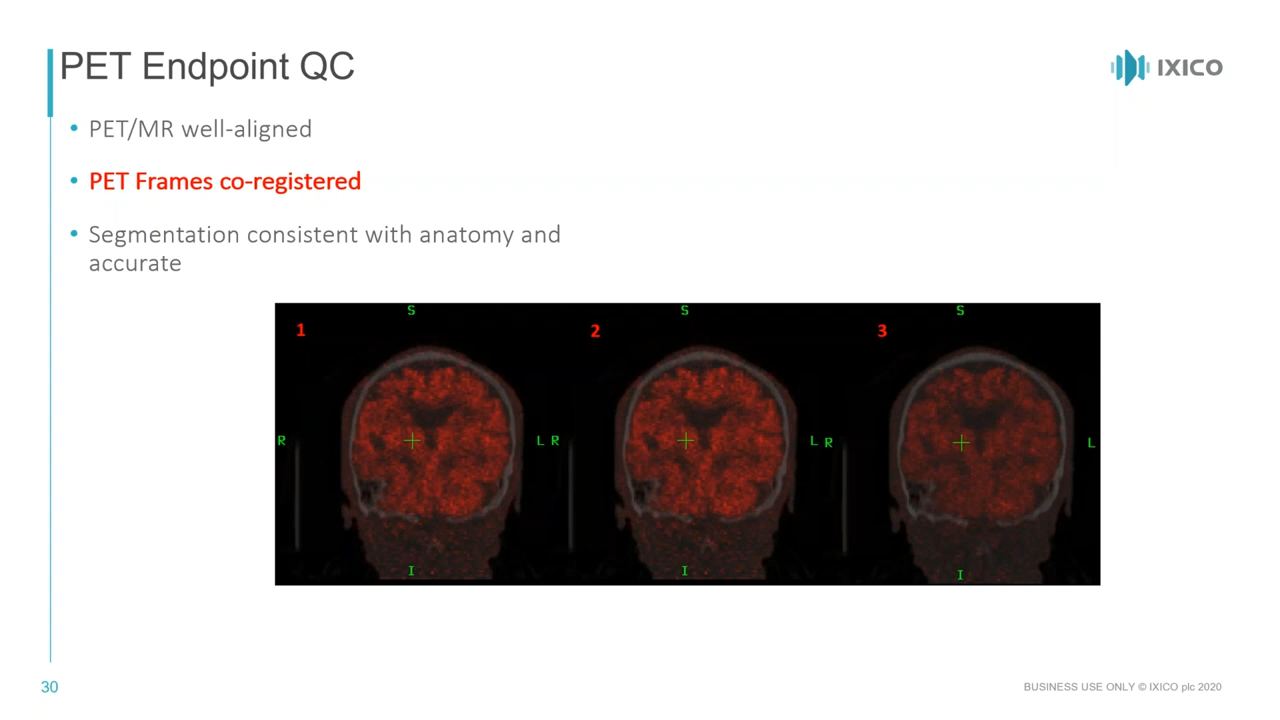 PET Endpoint QC
IXICO
• PET/MR well-aligned
• PET Frames co-registered
• Segmentation consistent with anatomy and
accurate
S S S
1 2 3
R L R L R L
I I I
30
BUSINESS USE ONLY © IXICO plc 2020